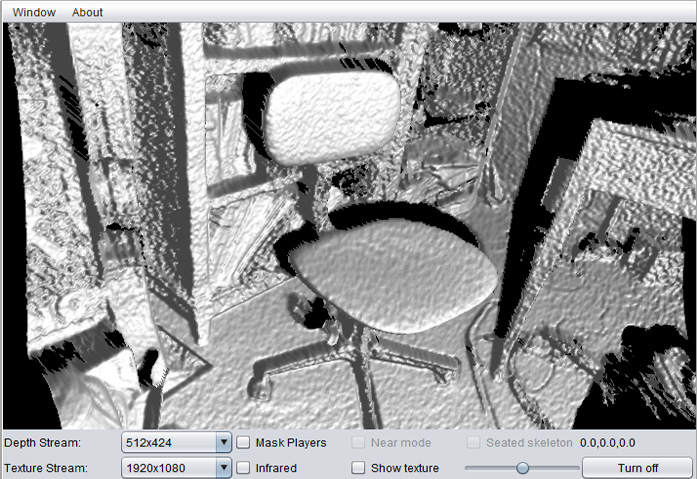 Window About
Depth Stream: 512x424 Mask Players Near mode Seated skeleton 0.0,0.0,0.0
Texture Stream: 1920x1080 Infrared Show texture Turn off